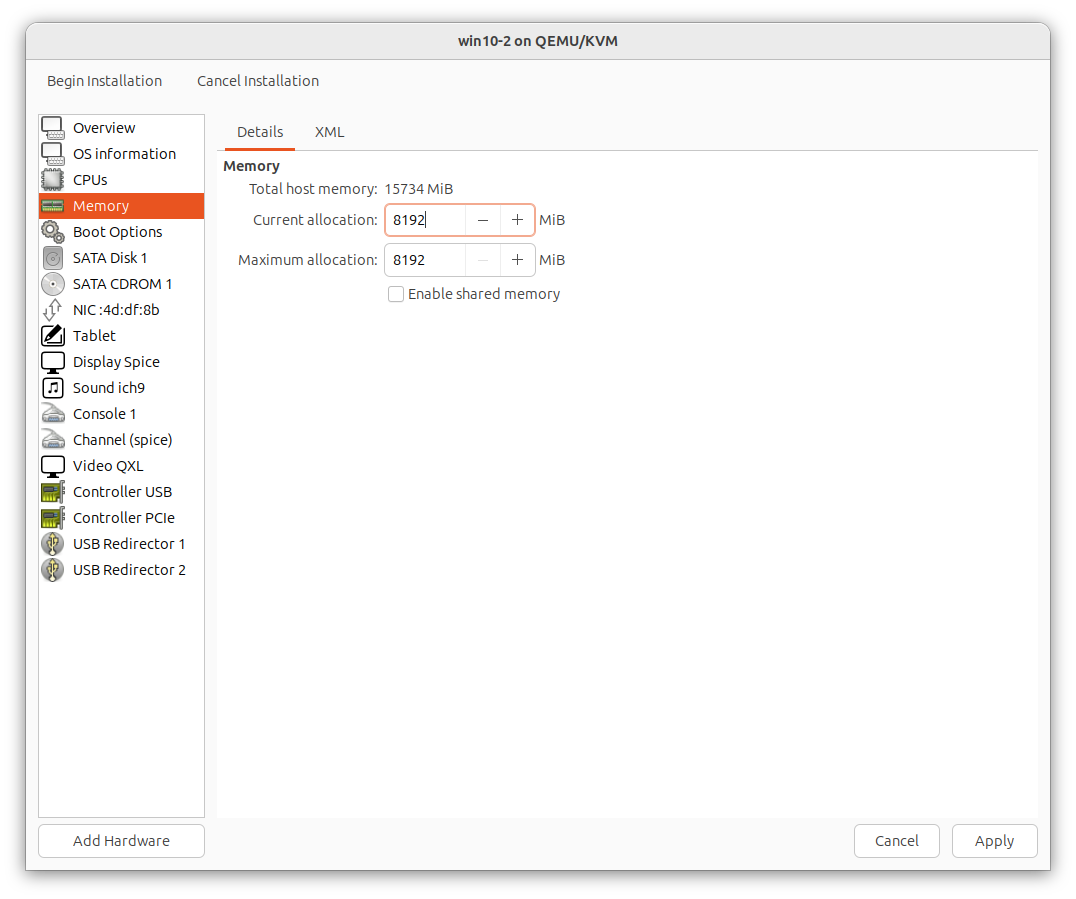 win10-2 on QEMU/KVM
Begin Installation
Cancel Installation
Overview
OS information
CPUs
Memory
Boot Options
SATA Disk 1
SATA CDROM 1
NIC :4d:df:8b
Tablet
Display Spice
Sound ich9
Console 1
Channel (spice)
Video QXL
Controller USB
Controller PCIe
USB Redirector 1
USB Redirector 2
Add Hardware
Details
XML
Memory
Total host memory: 15734 MiB
Current allocation: 8192 − + MiB
Maximum allocation: 8192 − + MiB
Enable shared memory
Cancel
Apply